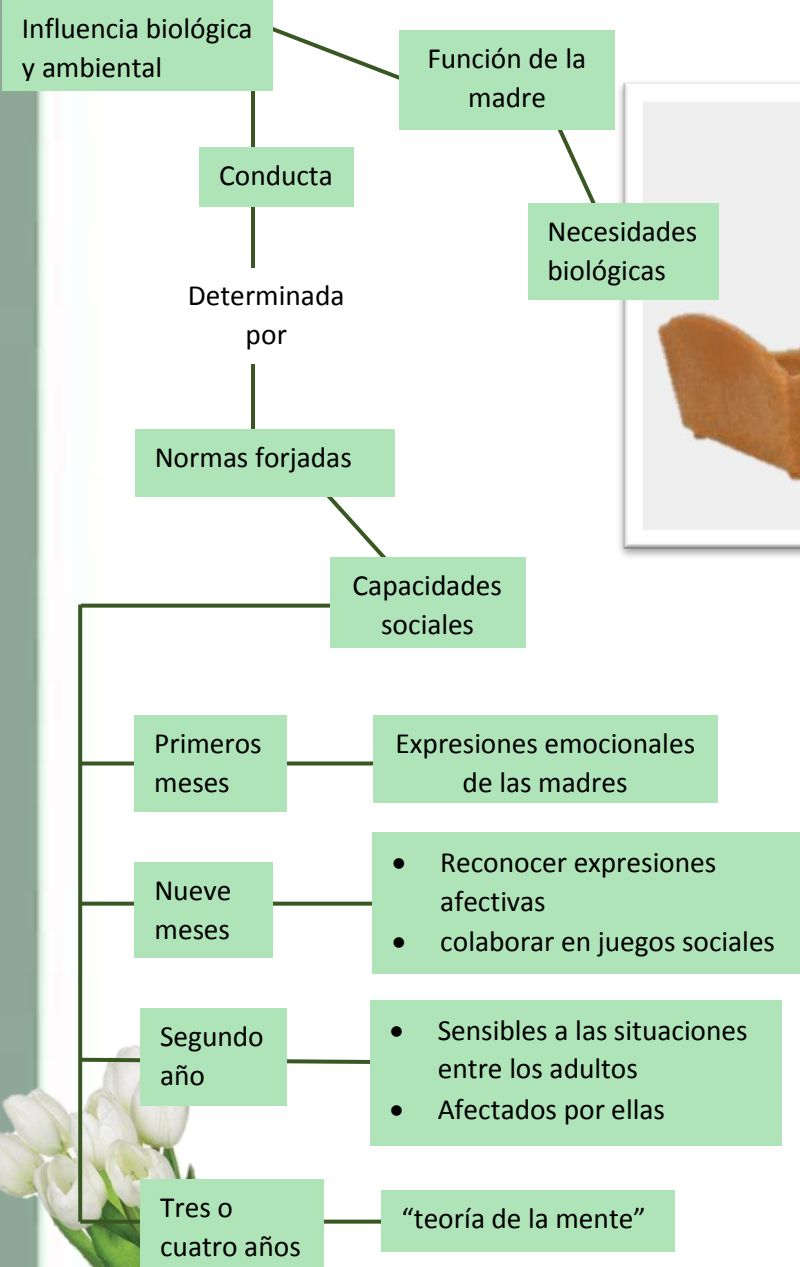 Influencia biológica
y ambiental
Función de la
madre
Conducta
Necesidades
biológicas
Determinada
por
Normas forjadas
Capacidades
sociales
Primeros
meses
Expresiones emocionales
de las madres
Nueve
meses
• Reconocer expresiones
afectivas
• colaborar en juegos sociales
Segundo
año
• Sensibles a las situaciones
entre los adultos
• Afectados por ellas
Tres o
cuatro años
“teoría de la mente”